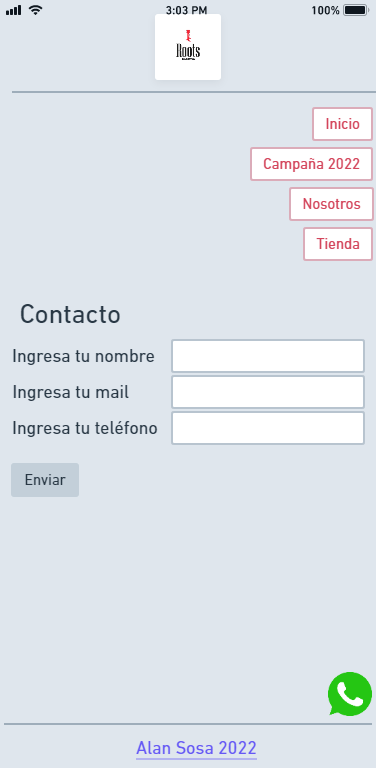 3:03 PM
100%
Roots
Inicio
Campaña 2022
Nosotros
Tienda
Contacto
Ingresa tu nombre
Ingresa tu mail
Ingresa tu teléfono
Enviar
Alan Sosa 2022